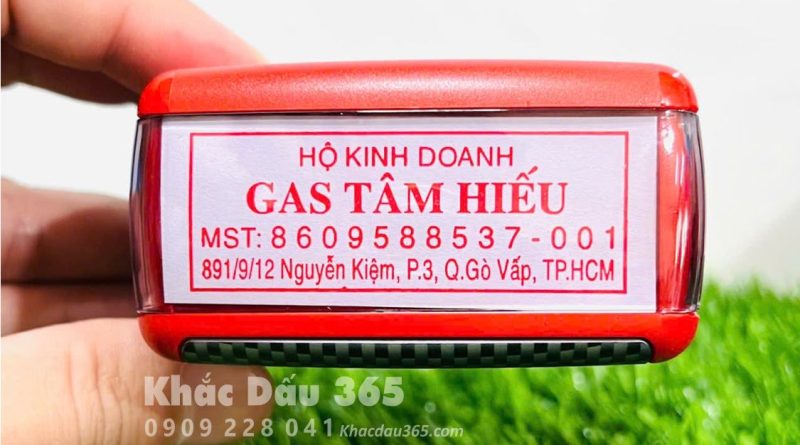 HỘ KINH DOANH
GAS TÂM HIẾU
MST: 8609588537-001
891/9/12 Nguyễn Kiệm, P.3, Q.Gò Vấp, TP.HCM
Khắc Dấu 365
0909 228 041 Khacdau365.com